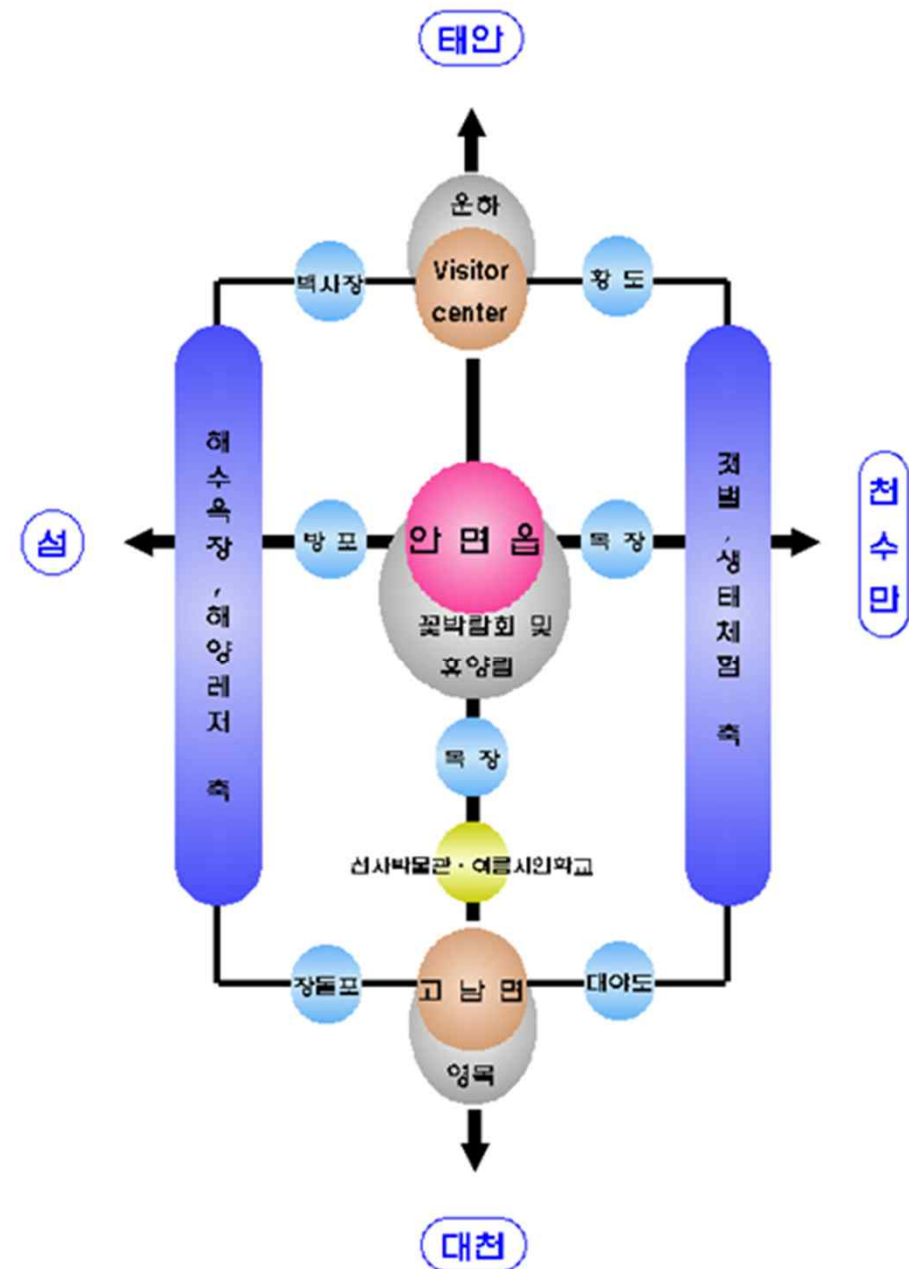 태안
운하
백사장
Visitor
center
황 도
해수욕장, 해양레저 축
갯벌, 생태체험 축
섬
방 포
안 면 읍
목 장
천수만
꽃박람회 및
휴양림
목 장
선사박물관 · 여름시인학교
장돌포
고 남 면
대야도
영목
대천